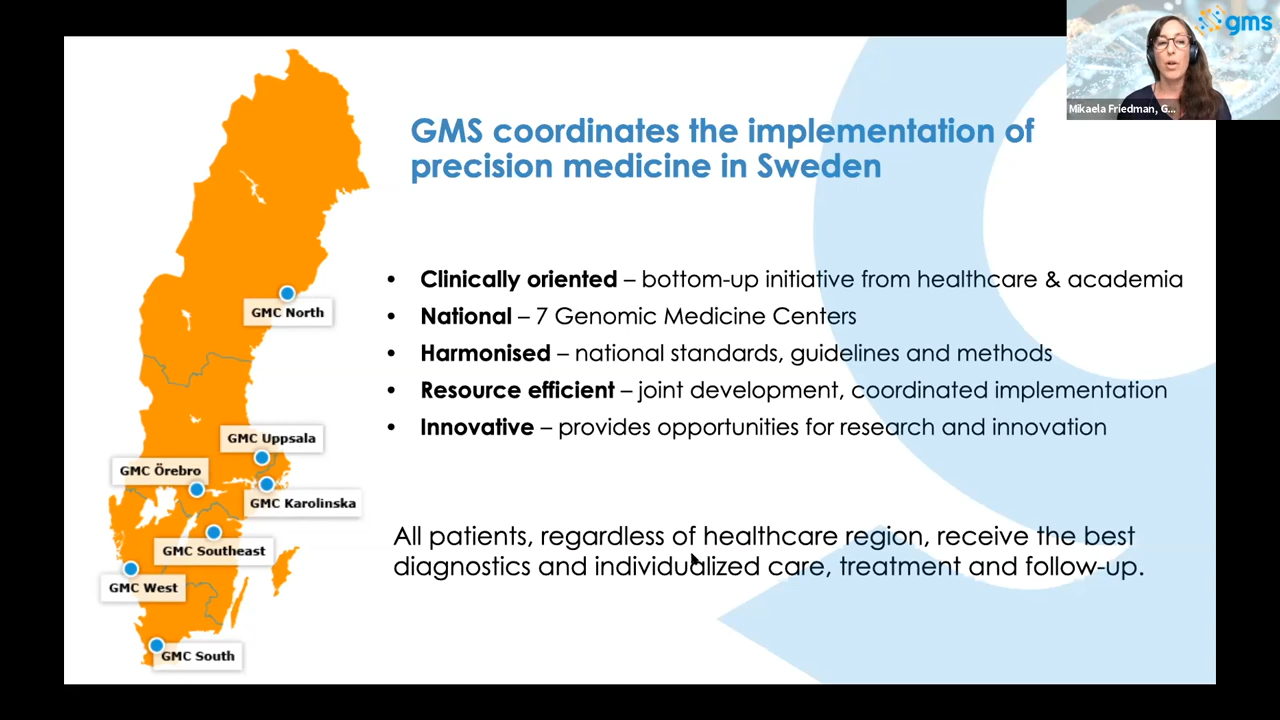 gms
Mikaela Friedman, G...
GMS coordinates the implementation of
precision medicine in Sweden
• Clinically oriented – bottom-up initiative from healthcare & academia
• National – 7 Genomic Medicine Centers
• Harmonised – national standards, guidelines and methods
• Resource efficient – joint development, coordinated implementation
• Innovative – provides opportunities for research and innovation
All patients, regardless of healthcare region, receive the best
diagnostics and individualized care, treatment and follow-up.
GMC North
GMC Uppsala
GMC Örebro
GMC Karolinska
GMC Southeast
GMC West
GMC South